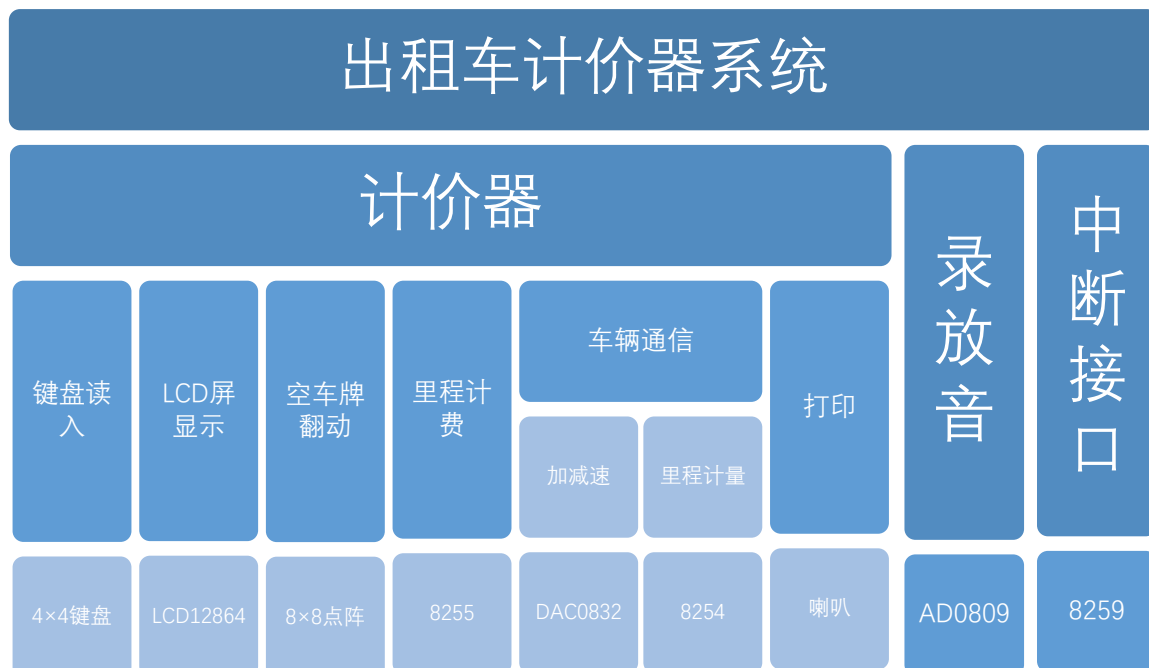 出租车计价器系统
计价器
录
放
音
中
断
接
口
键盘读
入
LCD屏
显示
空车牌
翻动
里程计
费
车辆通信
打印
加减速
里程计量
4×4键盘
LCD12864
8×8点阵
8255
DAC0832
8254
喇叭
AD0809
8259